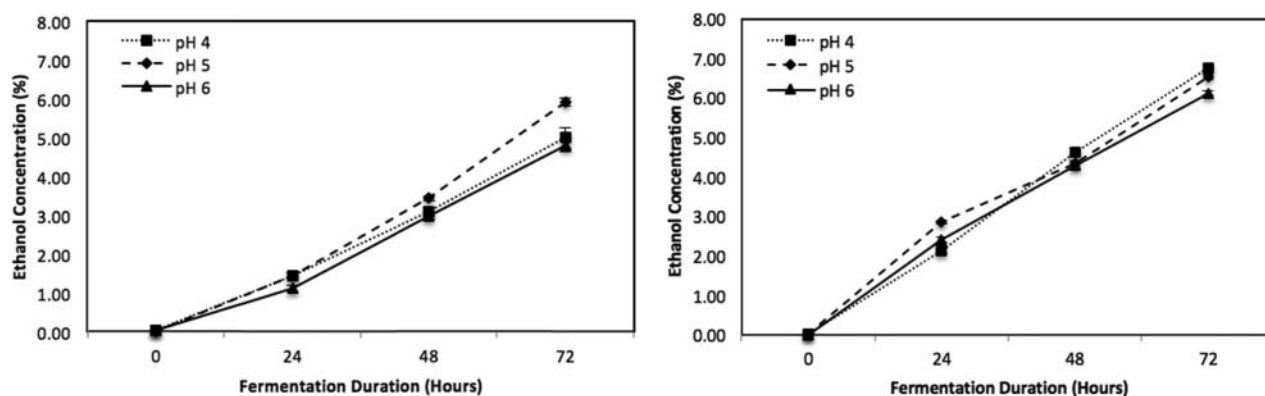 8.00
7.00
6.00
5.00
4.00
3.00
2.00
1.00
0.00
Ethanol Concentration (%)
pH 4
pH 5
pH 6
0 24 48 72
Fermentation Duration (Hours)
8.00
7.00
6.00
5.00
4.00
3.00
2.00
1.00
0.00
Ethanol Concentration (%)
pH 4
pH 5
pH 6
0 24 48 72
Fermentation Duration (Hours)